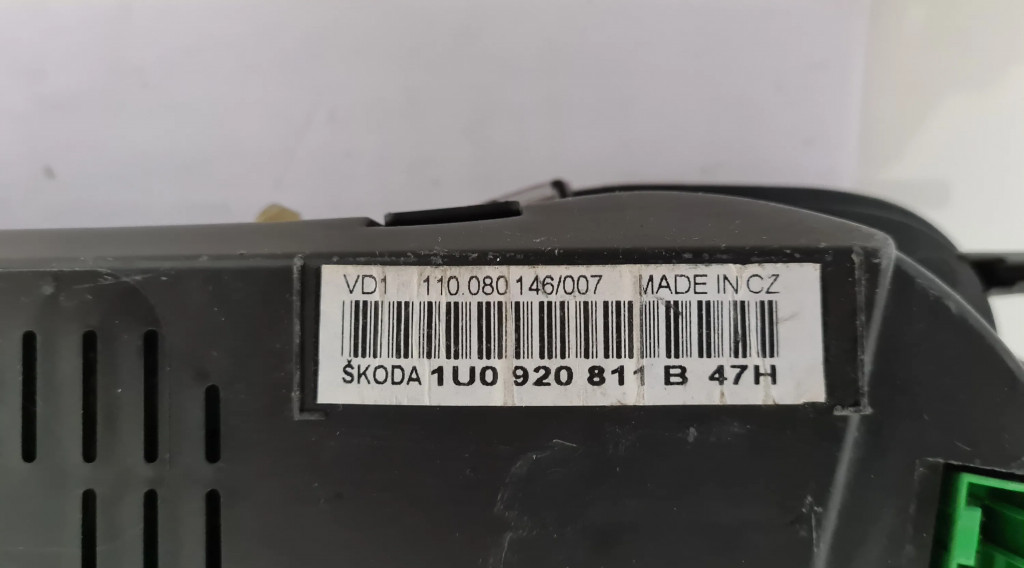 VD1 110.080 146/007 MADE IN CZ
ŠKODA 1U0 920 811 B 47H